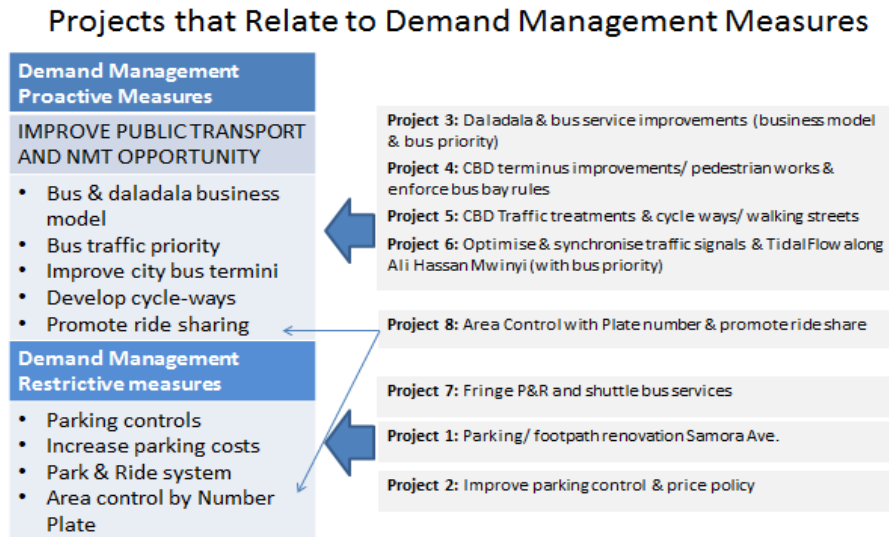 Projects that Relate to Demand Management Measures
Demand Management
Proactive Measures
IMPROVE PUBLIC TRANSPORT
AND NMT OPPORTUNITY
• Bus & daladala business
model
• Bus traffic priority
• Improve city bus termini
• Develop cycle-ways
• Promote ride sharing
Demand Management
Restrictive measures
• Parking controls
• Increase parking costs
• Park & Ride system
• Area control by Number
Plate
Project 3: Daladala & bus service improvements (business model
& bus priority)
Project 4: CBD terminus improvements/ pedestrian works &
enforce bus bay rules
Project 5: CBD Traffic treatments & cycle ways/ walking streets
Project 6: Optimise & synchronise traffic signals & Tidal Flow along
Ali Hassan Mwinyi (with bus priority)
Project 8: Area Control with Plate number & promote ride share
Project 7: Fringe P&R and shuttle bus services
Project 1: Parking/ footpath renovation Samora Ave.
Project 2: Improve parking control & price policy